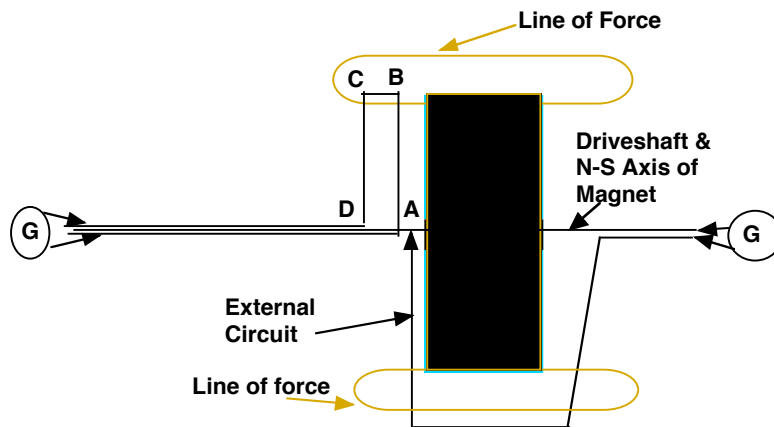 Line of Force
C B
Driveshaft &
N-S Axis of
Magnet
D A
G
G
External
Circuit
Line of force